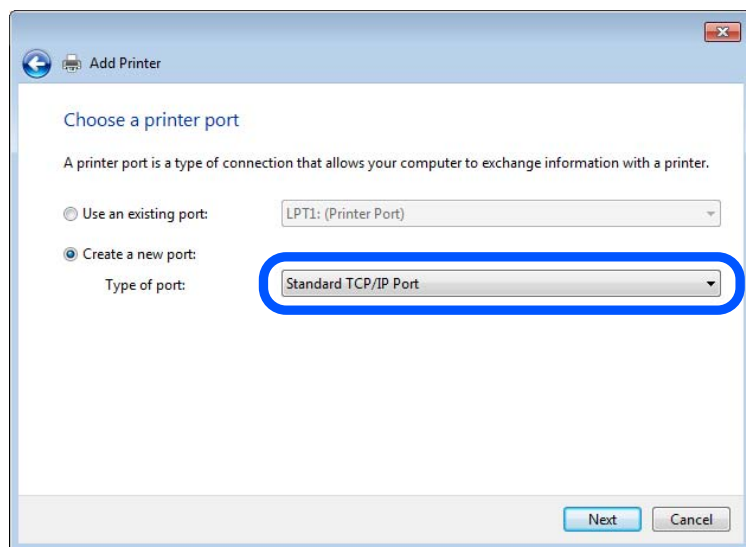 Add Printer
Choose a printer port
A printer port is a type of connection that allows your computer to exchange information with a printer.
Use an existing port: LPT1: (Printer Port)
Create a new port:
Type of port: Standard TCP/IP Port
Next Cancel